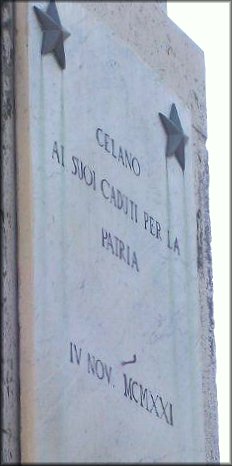 CELANO
AI SUOI CADUTI PER LA
PATRIA
IV NOV. MCMXXI